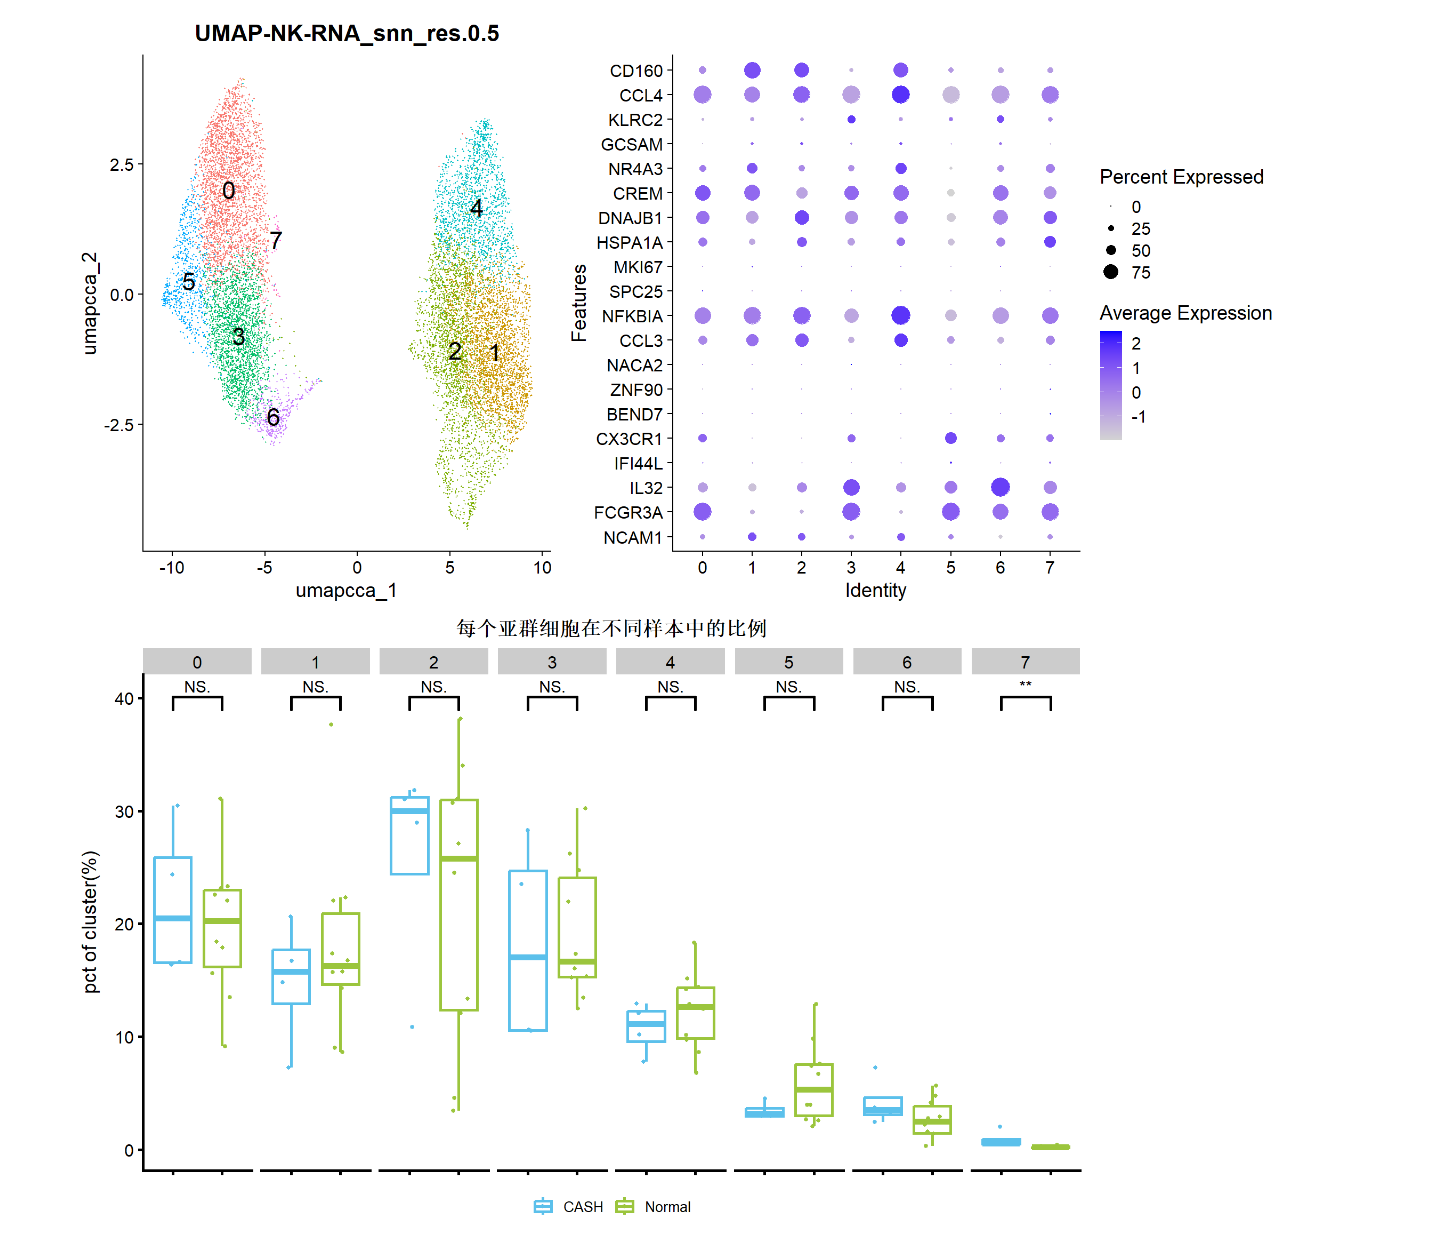 UMAP-NK-RNA_snn_res.0.5
umapcca_2
2.5
0.0
-2.5
0
7
5
3
6
4
2
1
-10
-5
0
5
10
umapcca_1
Features
CD160
CCL4
KLRC2
GCSAM
NR4A3
CREM
DNAJB1
HSPA1A
MKI67
SPC25
NFKBIA
CCL3
NACA2
ZNF90
BEND7
CX3CR1
IFI44L
IL32
FCGR3A
NCAM1
0 1 2 3 4 5 6 7
Identity
Percent Expressed
0
25
50
75
Average Expression
2
1
0
-1
每个亚群细胞在不同样本中的比例
0 1 2 3 4 5 6 7
NS. NS. NS. NS. NS. NS. NS. **
pct of cluster(%)
40
30
20
10
0
CASH Normal